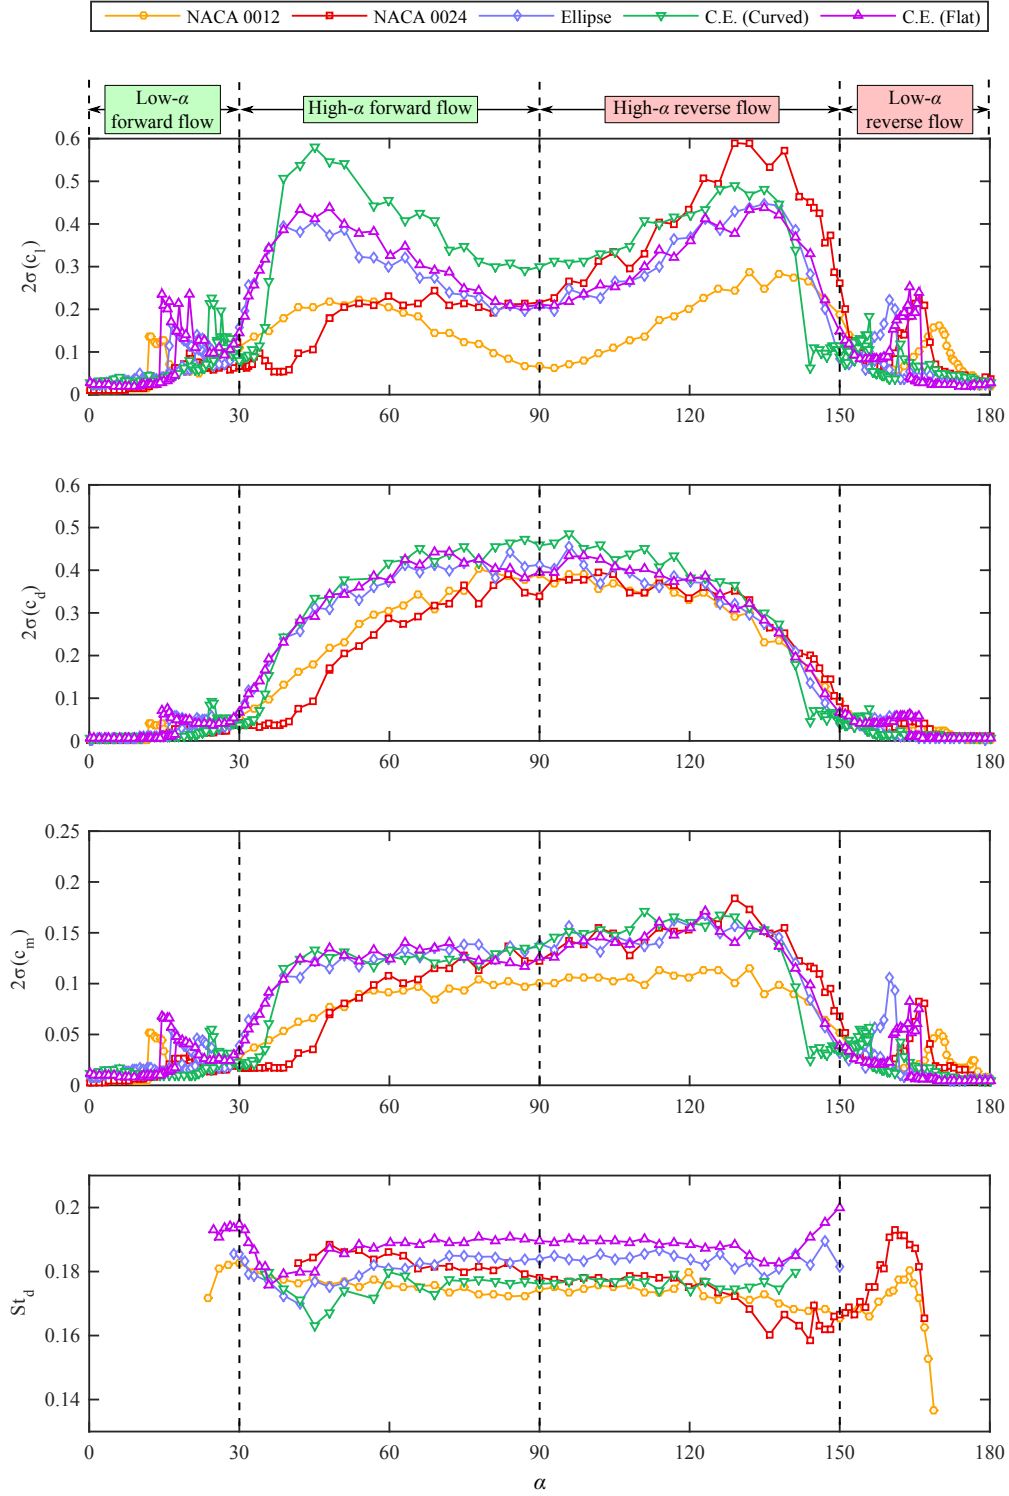 NACA 0012 NACA 0024 Ellipse C.E. (Curved) C.E. (Flat)
Low-α
forward flow
High-α forward flow
High-α reverse flow
Low-α
reverse flow
0.6
0.5
0.4
0.3
0.2
0.1
0
2σ(c_l)
0 30 60 90 120 150 180
0.6
0.5
0.4
0.3
0.2
0.1
0
2σ(c_d)
0 30 60 90 120 150 180
0.25
0.2
0.15
0.1
0.05
0
2σ(c_m)
0 30 60 90 120 150 180
0.2
0.18
0.16
0.14
St_d
0 30 60 90 120 150 180
α